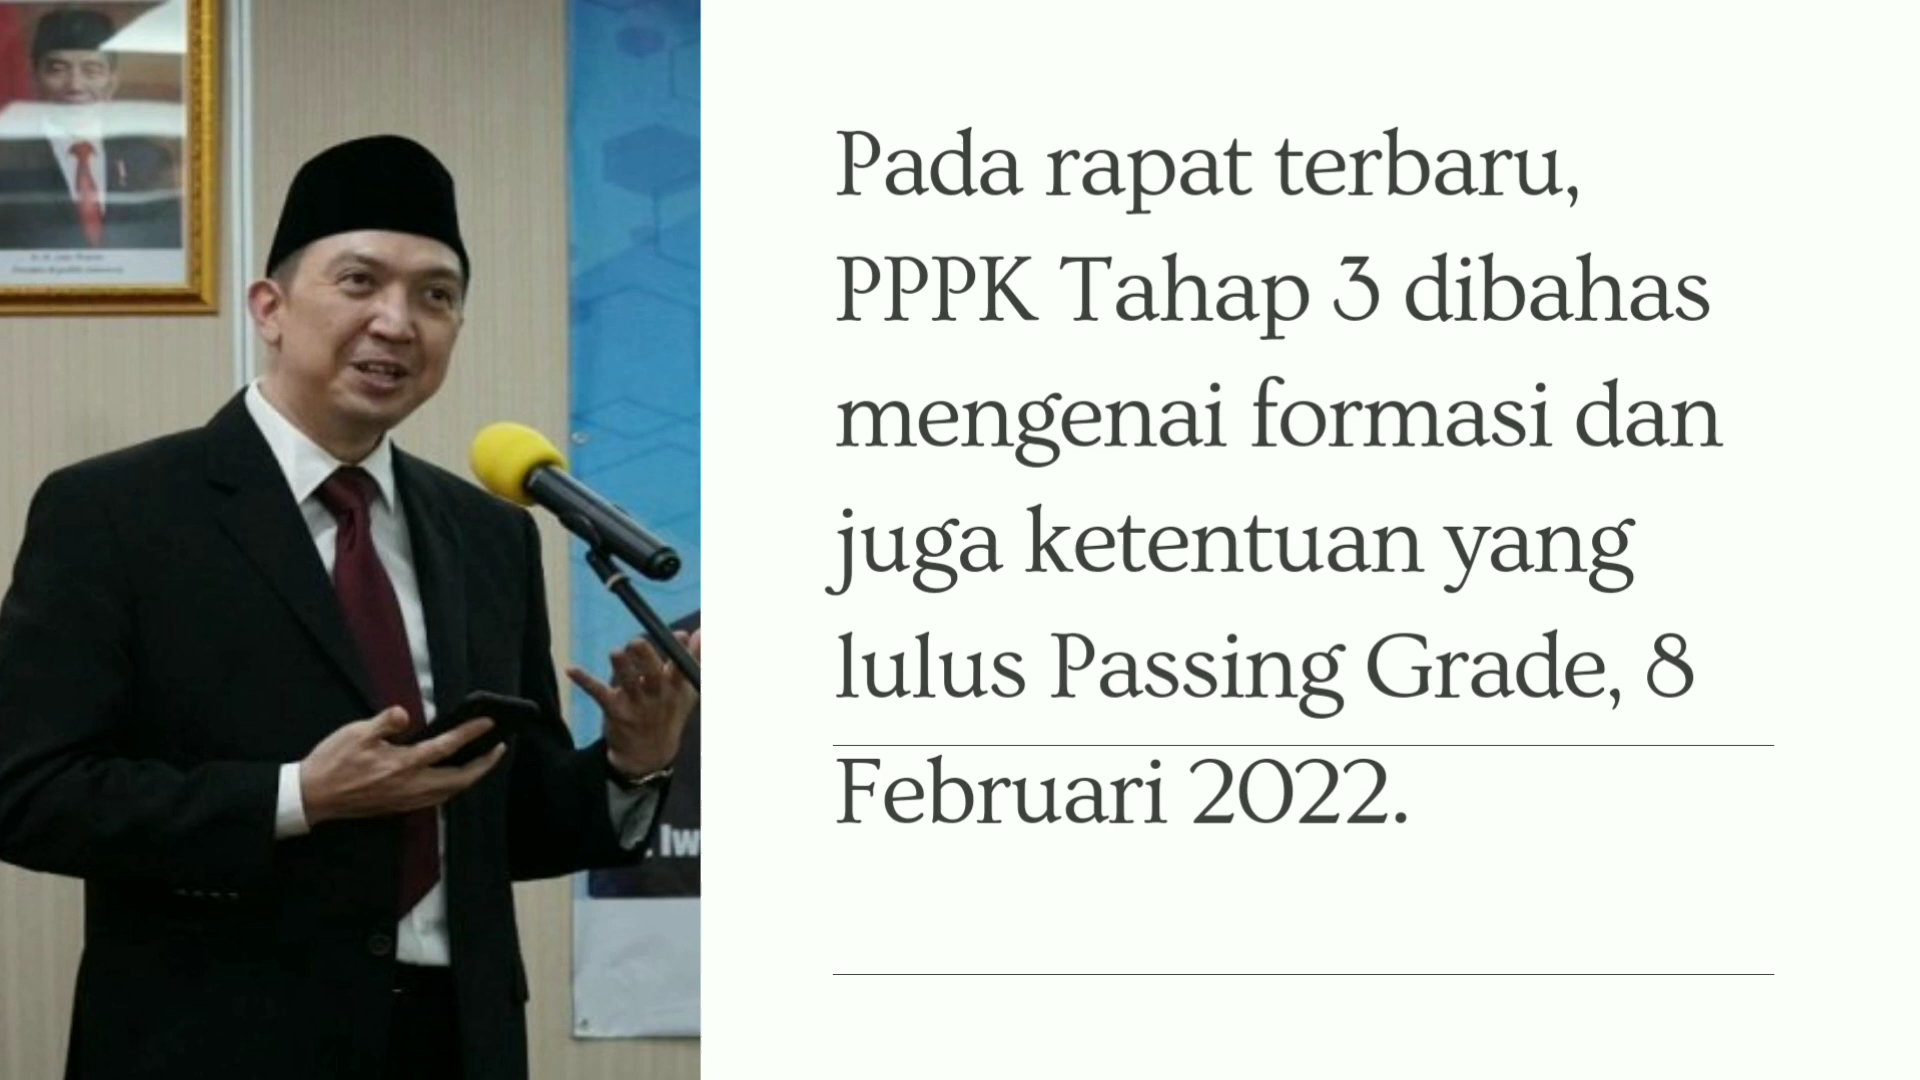 Pada rapat terbaru,
PPPK Tahap 3 dibahas
mengenai formasi dan
juga ketentuan yang
lulus Passing Grade, 8
Februari 2022.
. Iw